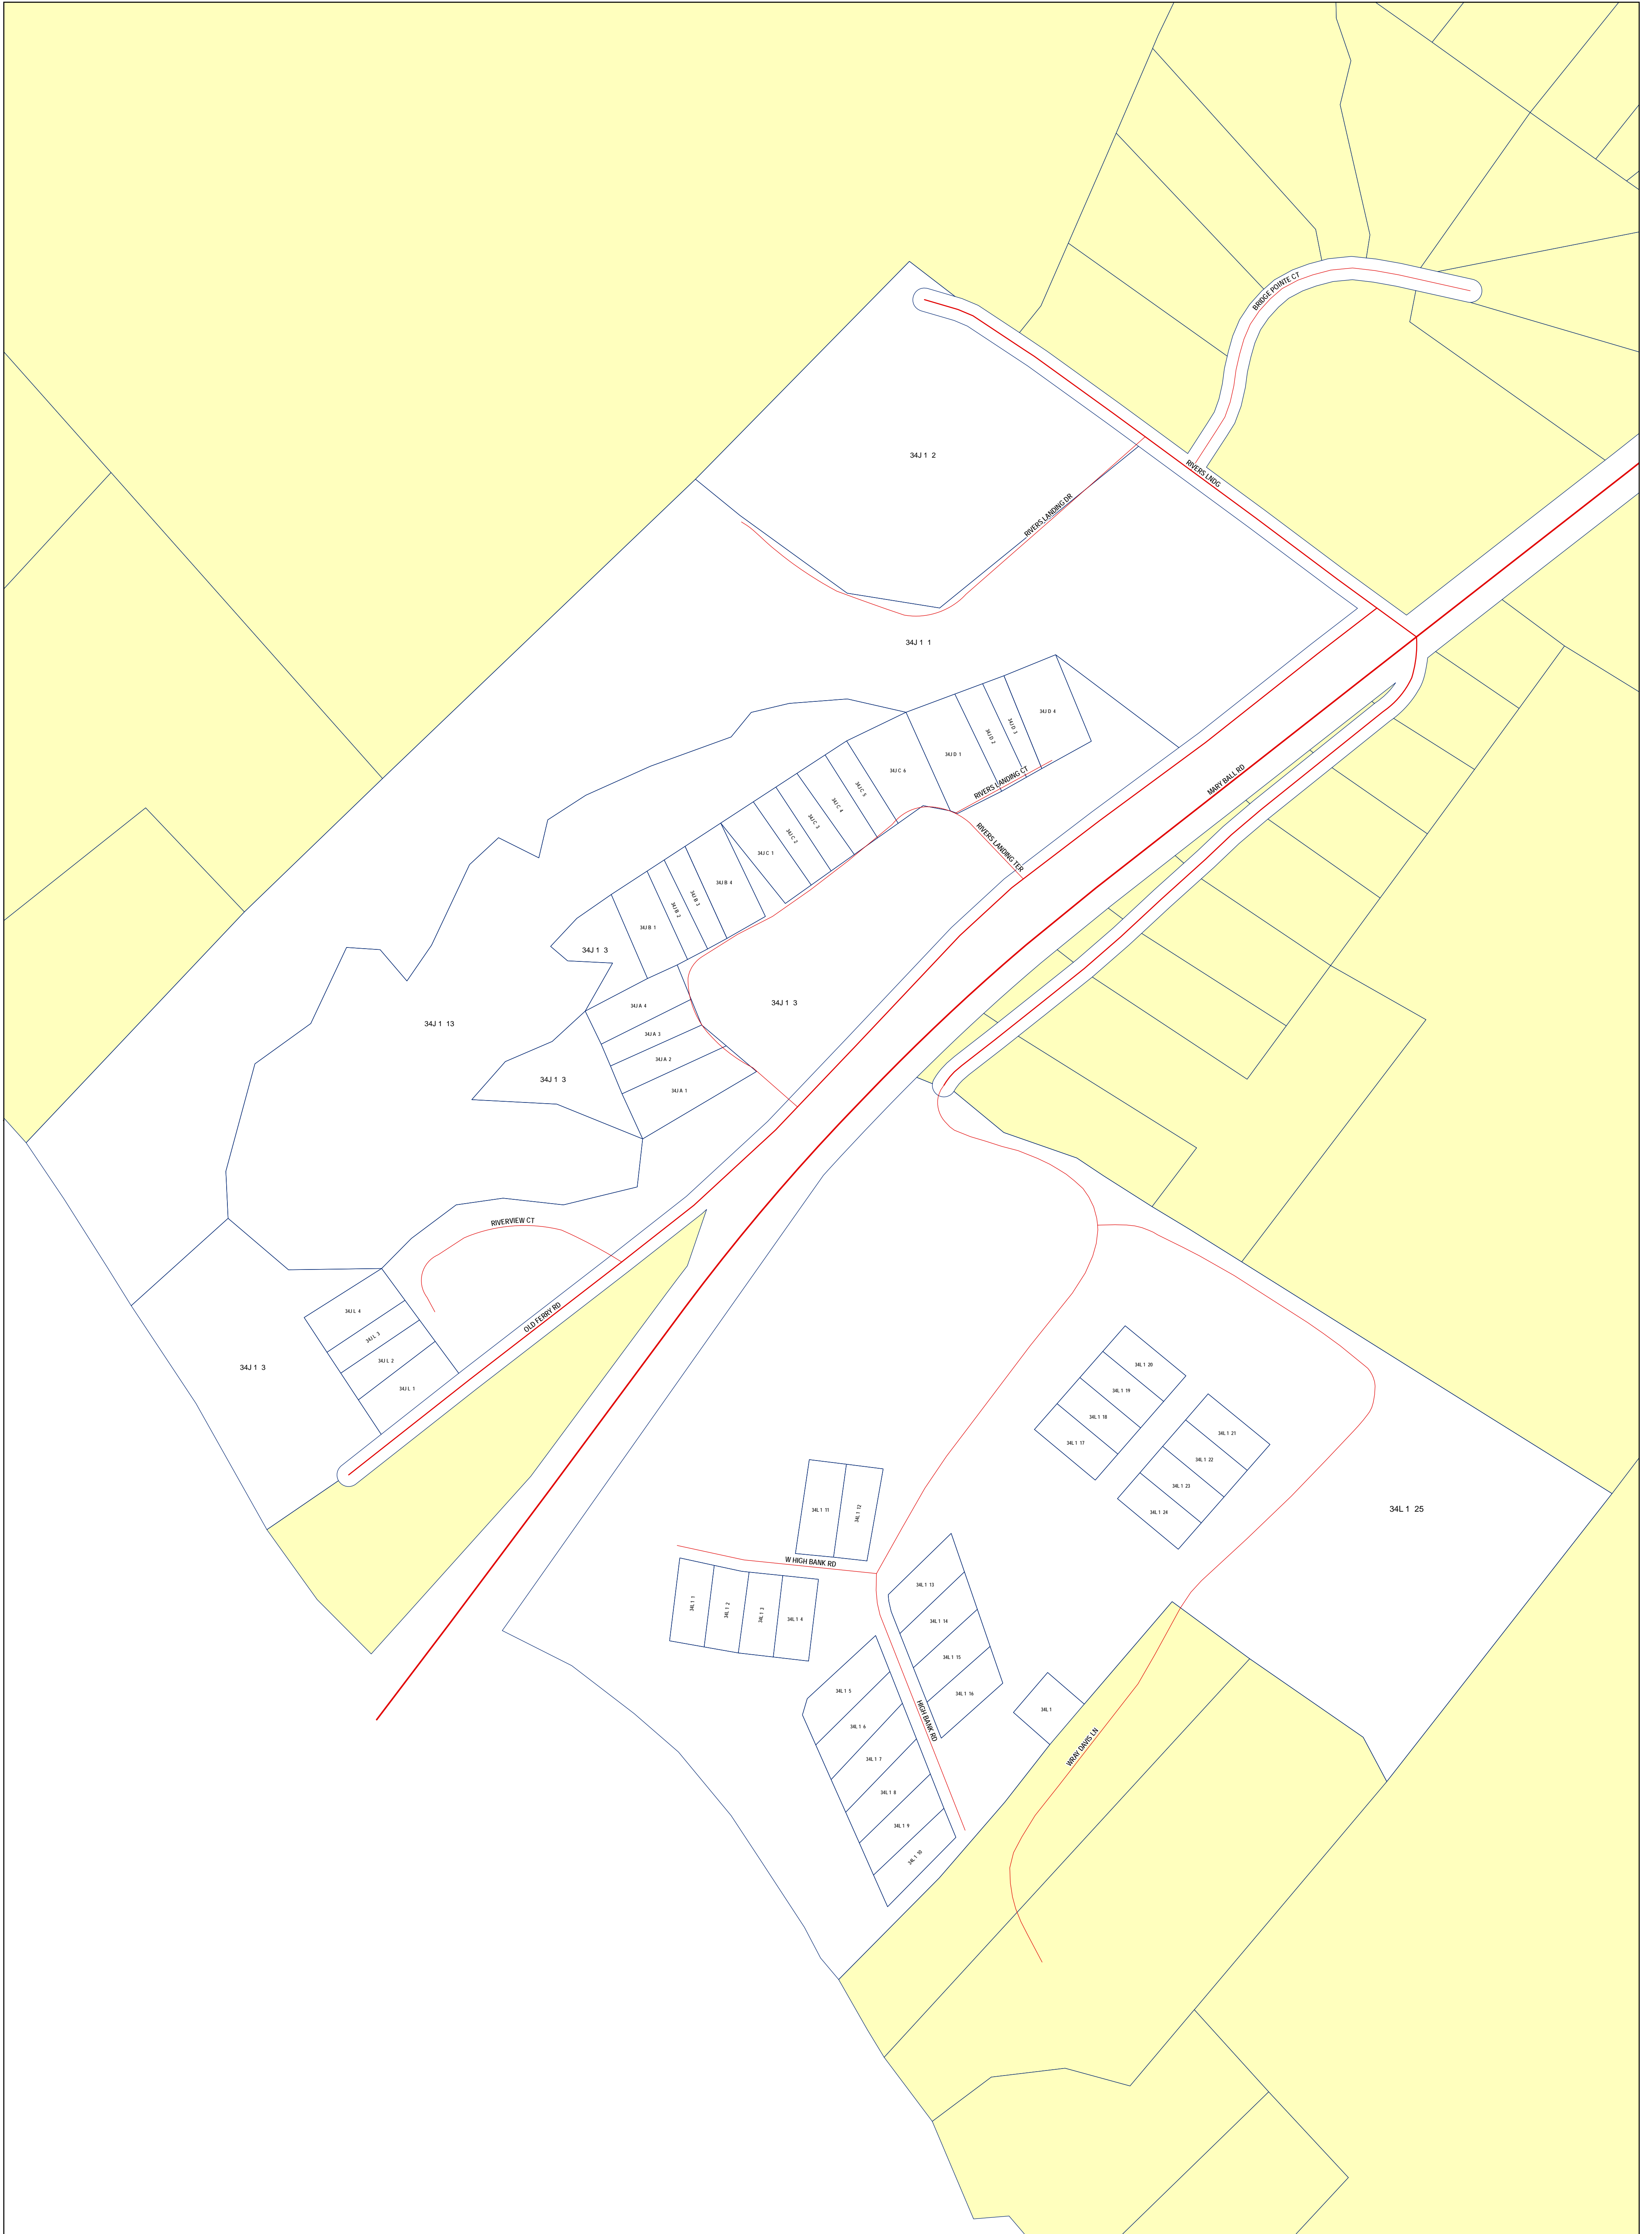 BRIDGE POINTE CT
34J 1 2
RIVERS LNDG
RIVERS LANDING DR
34J 1 1
34J D 4
34J D 3
34J D 2
34J D 1
34J C 6
RIVERS LANDING CT
MARY BALL RD
34J C 5
34J C 4
34J C 3
34J C 2
34J C 1
RIVERS LANDING TER
34J B 4
34J B 3
34J B 2
34J B 1
34J 1 3
34J A 4
34J 1 3
34J 1 13
34J A 3
34J A 2
34J 1 3
34J A 1
RIVERVIEW CT
34J L 4
OLD FERRY RD
34J L 3
34J L 2
34J 1 3
34J L 1
34L 1 20
34L 1 19
34L 1 18
34L 1 21
34L 1 17
34L 1 22
34L 1 23
34L 1 24
34L 1 25
34L 1 11
34L 1 12
W HIGH BANK RD
34L 1 13
34L 1 1
34L 1 2
34L 1 3
34L 1 4
34L 1 14
34L 1 15
34L 1 5
34L 1 16
34L 1
HIGH BANK RD
34L 1 6
34L 1 7
WRAY DAVIS LN
34L 1 8
34L 1 9
34L 1 10